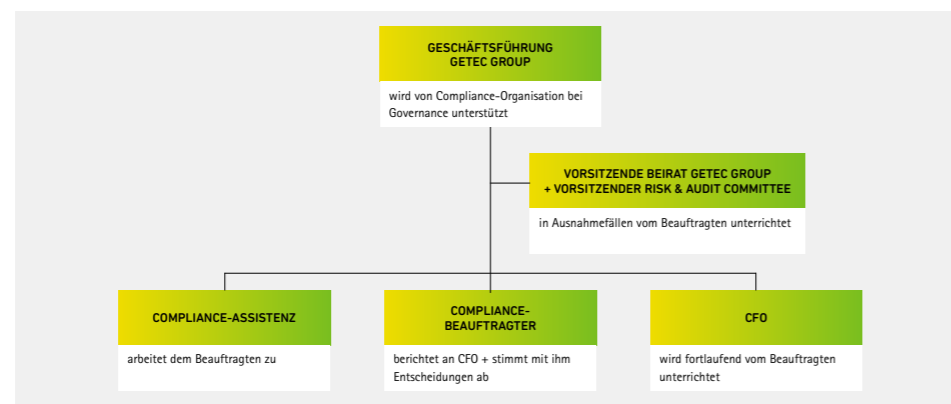 GESCHÄFTSFÜHRUNG
GETEC GROUP
wird von Compliance-Organisation bei
Governance unterstützt
VORSITZENDE BEIRAT GETEC GROUP
+ VORSITZENDER RISK & AUDIT COMMITTEE
in Ausnahmefällen vom Beauftragten unterrichtet
COMPLIANCE-ASSISTENZ
arbeitet dem Beauftragten zu
COMPLIANCE-
BEAUFTRAGTER
berichtet an CFO + stimmt mit ihm
Entscheidungen ab
CFO
wird fortlaufend vom Beauftragten
unterrichtet